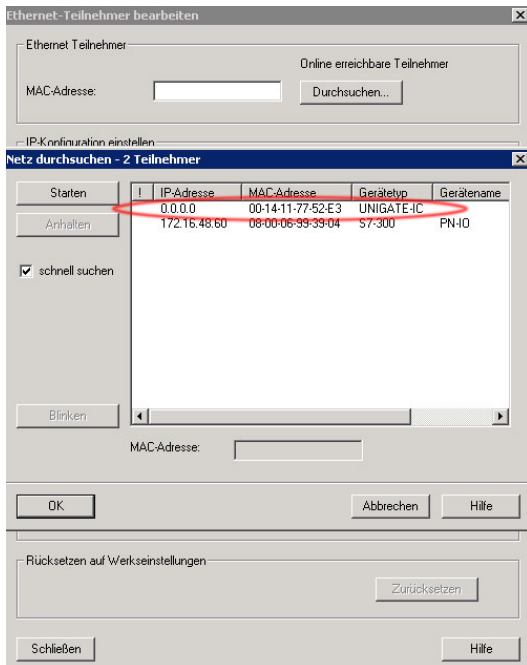 Ethernet-Teilnehmer bearbeiten
Ethernet Teilnehmer
Online erreichbare Teilnehmer
MAC-Adresse:
Durchsuchen...
IP-Konfiguration einstellen
Netz durchsuchen - 2 Teilnehmer
Starten
! IP-Adresse MAC-Adresse Gerätetyp Gerätename
0.0.0.0 00-14-11-77-52-E3 UNIGATE-IC
Anhalten
172.16.48.60 08-00-06-99-39-04 S7-300 PN-IO
schnell suchen
Blinken
MAC-Adresse:
OK Abbrechen Hilfe
Rücksetzen auf Werkseinstellungen
Zurücksetzen
Schließen Hilfe